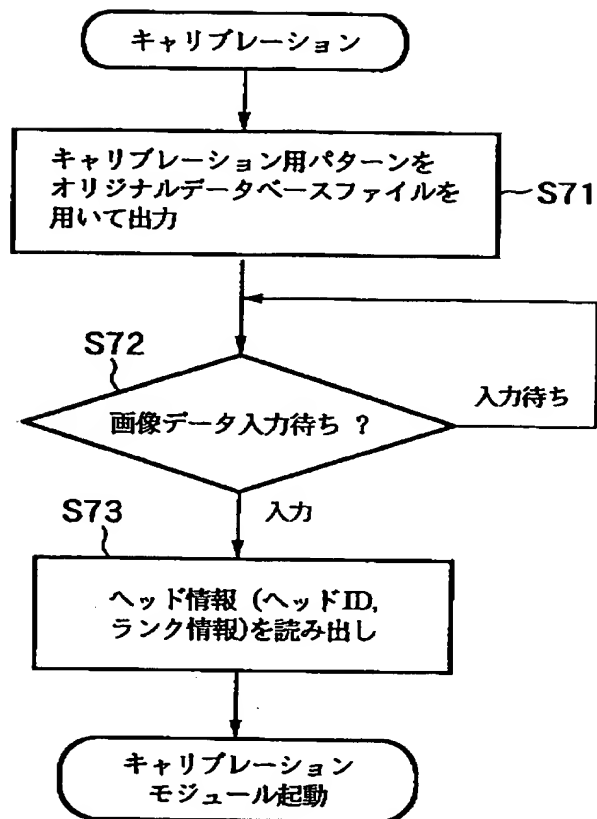 キャリブレーション
キャリブレーション用パターンを
オリジナルデータベースファイルを
用いて出力
S71
S72
画像データ入力待ち ？
入力待ち
入力
S73
ヘッド情報 (ヘッドID,
ランク情報)を読み出し
キャリブレーション
モジュール起動